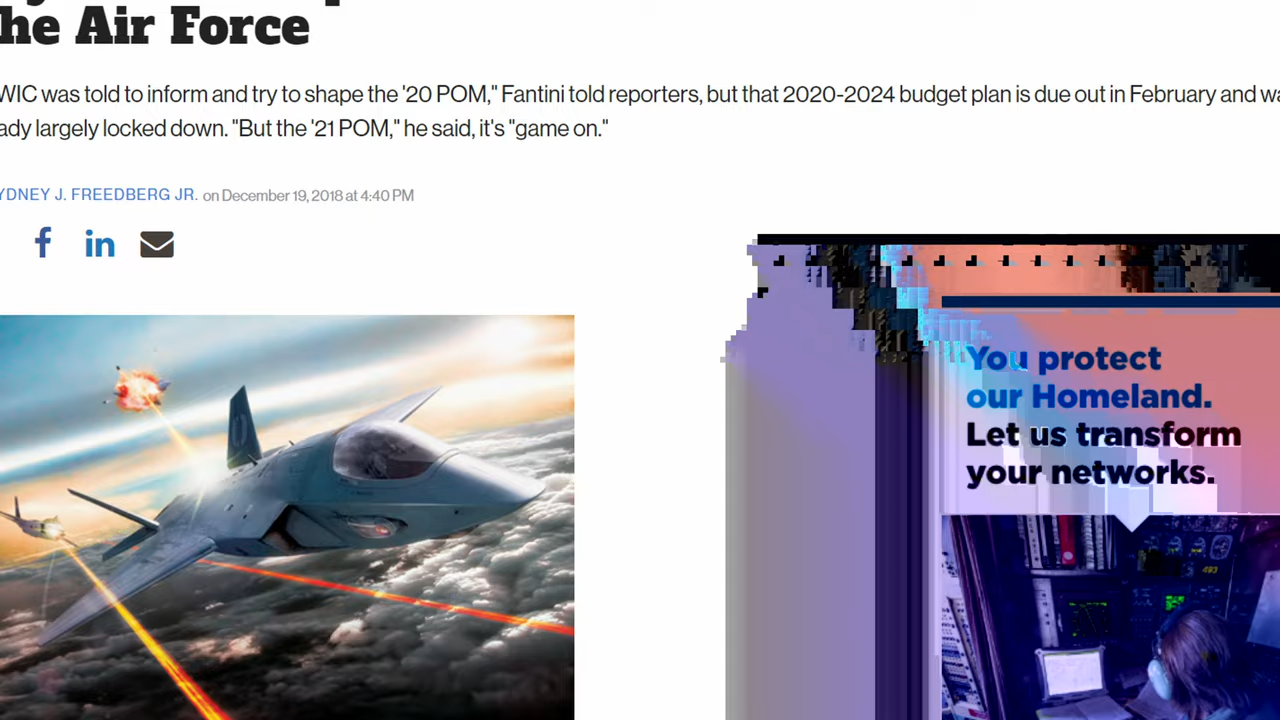 he Air Force
WIC was told to inform and try to shape the '20 POM," Fantini told reporters, but that 2020-2024 budget plan is due out in February and wa
ady largely locked down. "But the '21 POM," he said, it's "game on."
YDNEY J. FREEDBERG JR. on December 19, 2018 at 4:40 PM
f
in
You protect
our Homeland.
Let us transform
your networks.
493